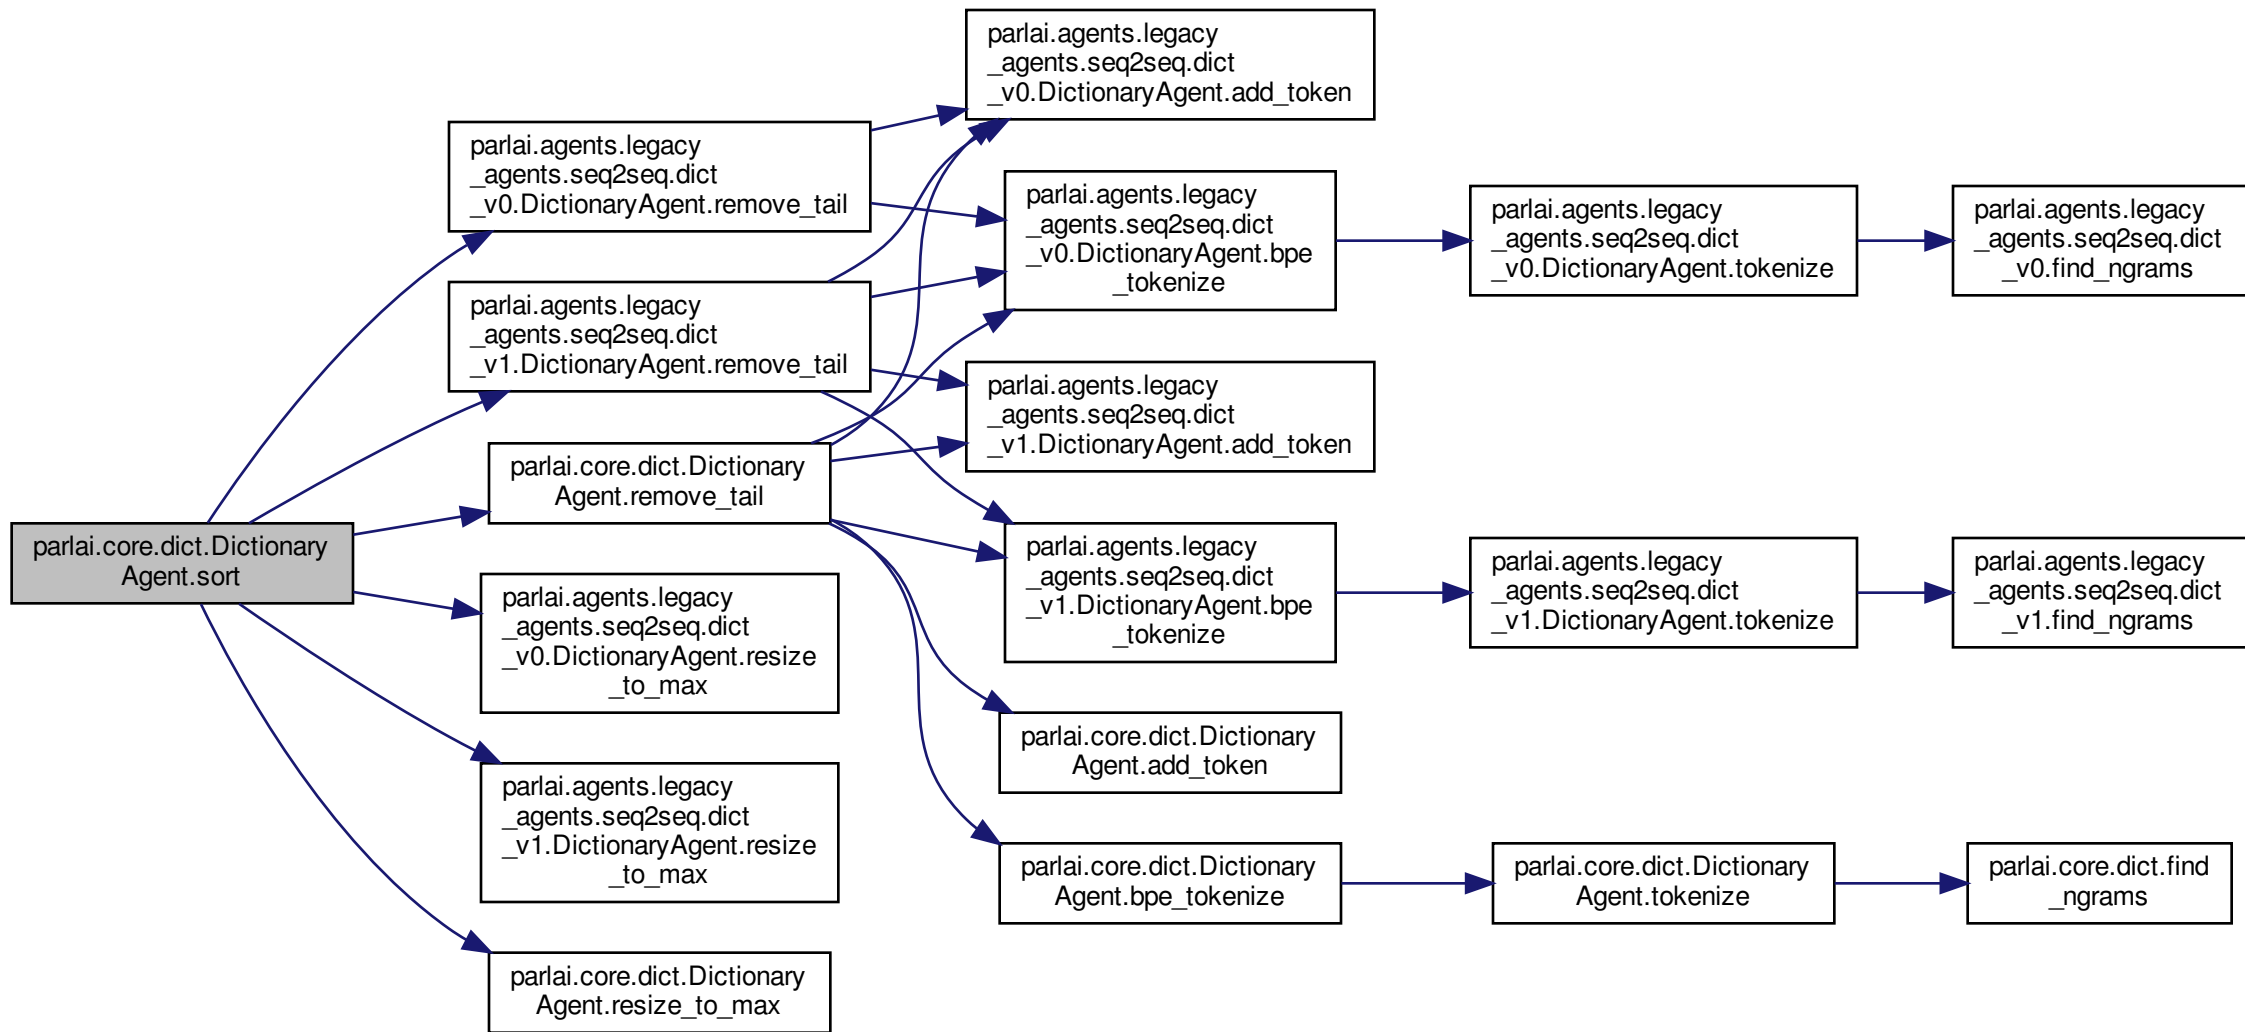 parlai.core.dict.Dictionary
Agent.sort
parlai.agents.legacy
_agents.seq2seq.dict
_v0.DictionaryAgent.remove_tail
parlai.agents.legacy
_agents.seq2seq.dict
_v1.DictionaryAgent.remove_tail
parlai.core.dict.Dictionary
Agent.remove_tail
parlai.agents.legacy
_agents.seq2seq.dict
_v0.DictionaryAgent.resize
_to_max
parlai.agents.legacy
_agents.seq2seq.dict
_v1.DictionaryAgent.resize
_to_max
parlai.core.dict.Dictionary
Agent.resize_to_max
parlai.agents.legacy
_agents.seq2seq.dict
_v0.DictionaryAgent.add_token
parlai.agents.legacy
_agents.seq2seq.dict
_v0.DictionaryAgent.bpe
_tokenize
parlai.agents.legacy
_agents.seq2seq.dict
_v1.DictionaryAgent.add_token
parlai.agents.legacy
_agents.seq2seq.dict
_v1.DictionaryAgent.bpe
_tokenize
parlai.core.dict.Dictionary
Agent.add_token
parlai.core.dict.Dictionary
Agent.bpe_tokenize
parlai.agents.legacy
_agents.seq2seq.dict
_v0.DictionaryAgent.tokenize
parlai.agents.legacy
_agents.seq2seq.dict
_v1.DictionaryAgent.tokenize
parlai.core.dict.Dictionary
Agent.tokenize
parlai.agents.legacy
_agents.seq2seq.dict
_v0.find_ngrams
parlai.agents.legacy
_agents.seq2seq.dict
_v1.find_ngrams
parlai.core.dict.find
_ngrams